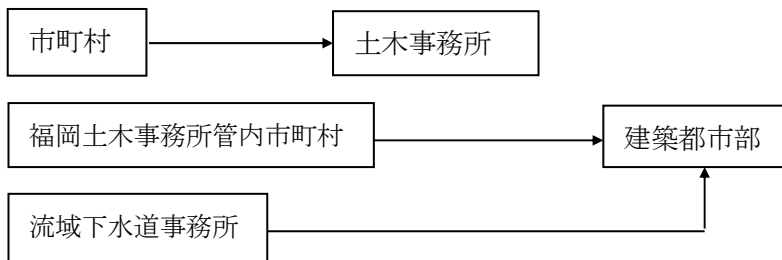 市町村
土木事務所
福岡土木事務所管内市町村
建築都市部
流域下水道事務所